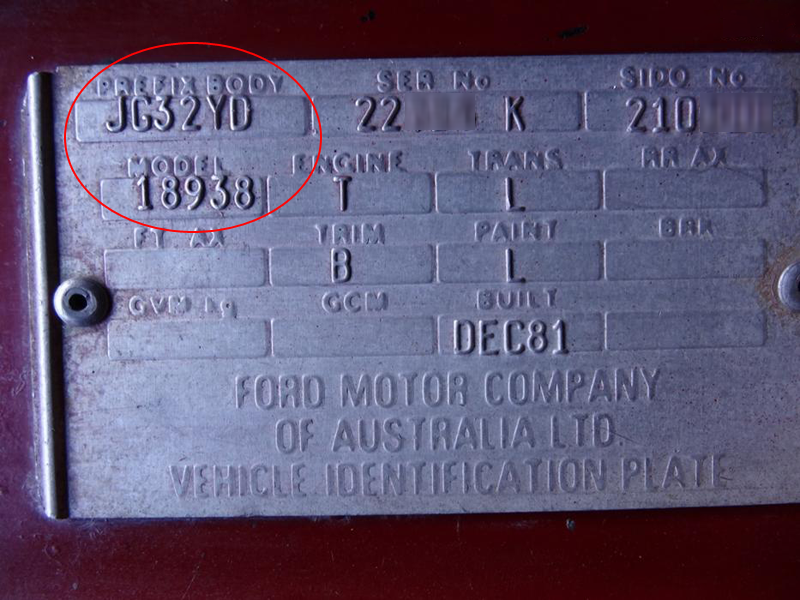 PREFIX BODY SER No SIDO No
JG32YD 22 K 210
MODEL ENGINE TRANS RR AX
18938 T L
FT AX TRIM PAINT BRK
B L
GVM kg GCM BUILT
DEC81
FORD MOTOR COMPANY
OF AUSTRALIA LTD
VEHICLE IDENTIFICATION PLATE